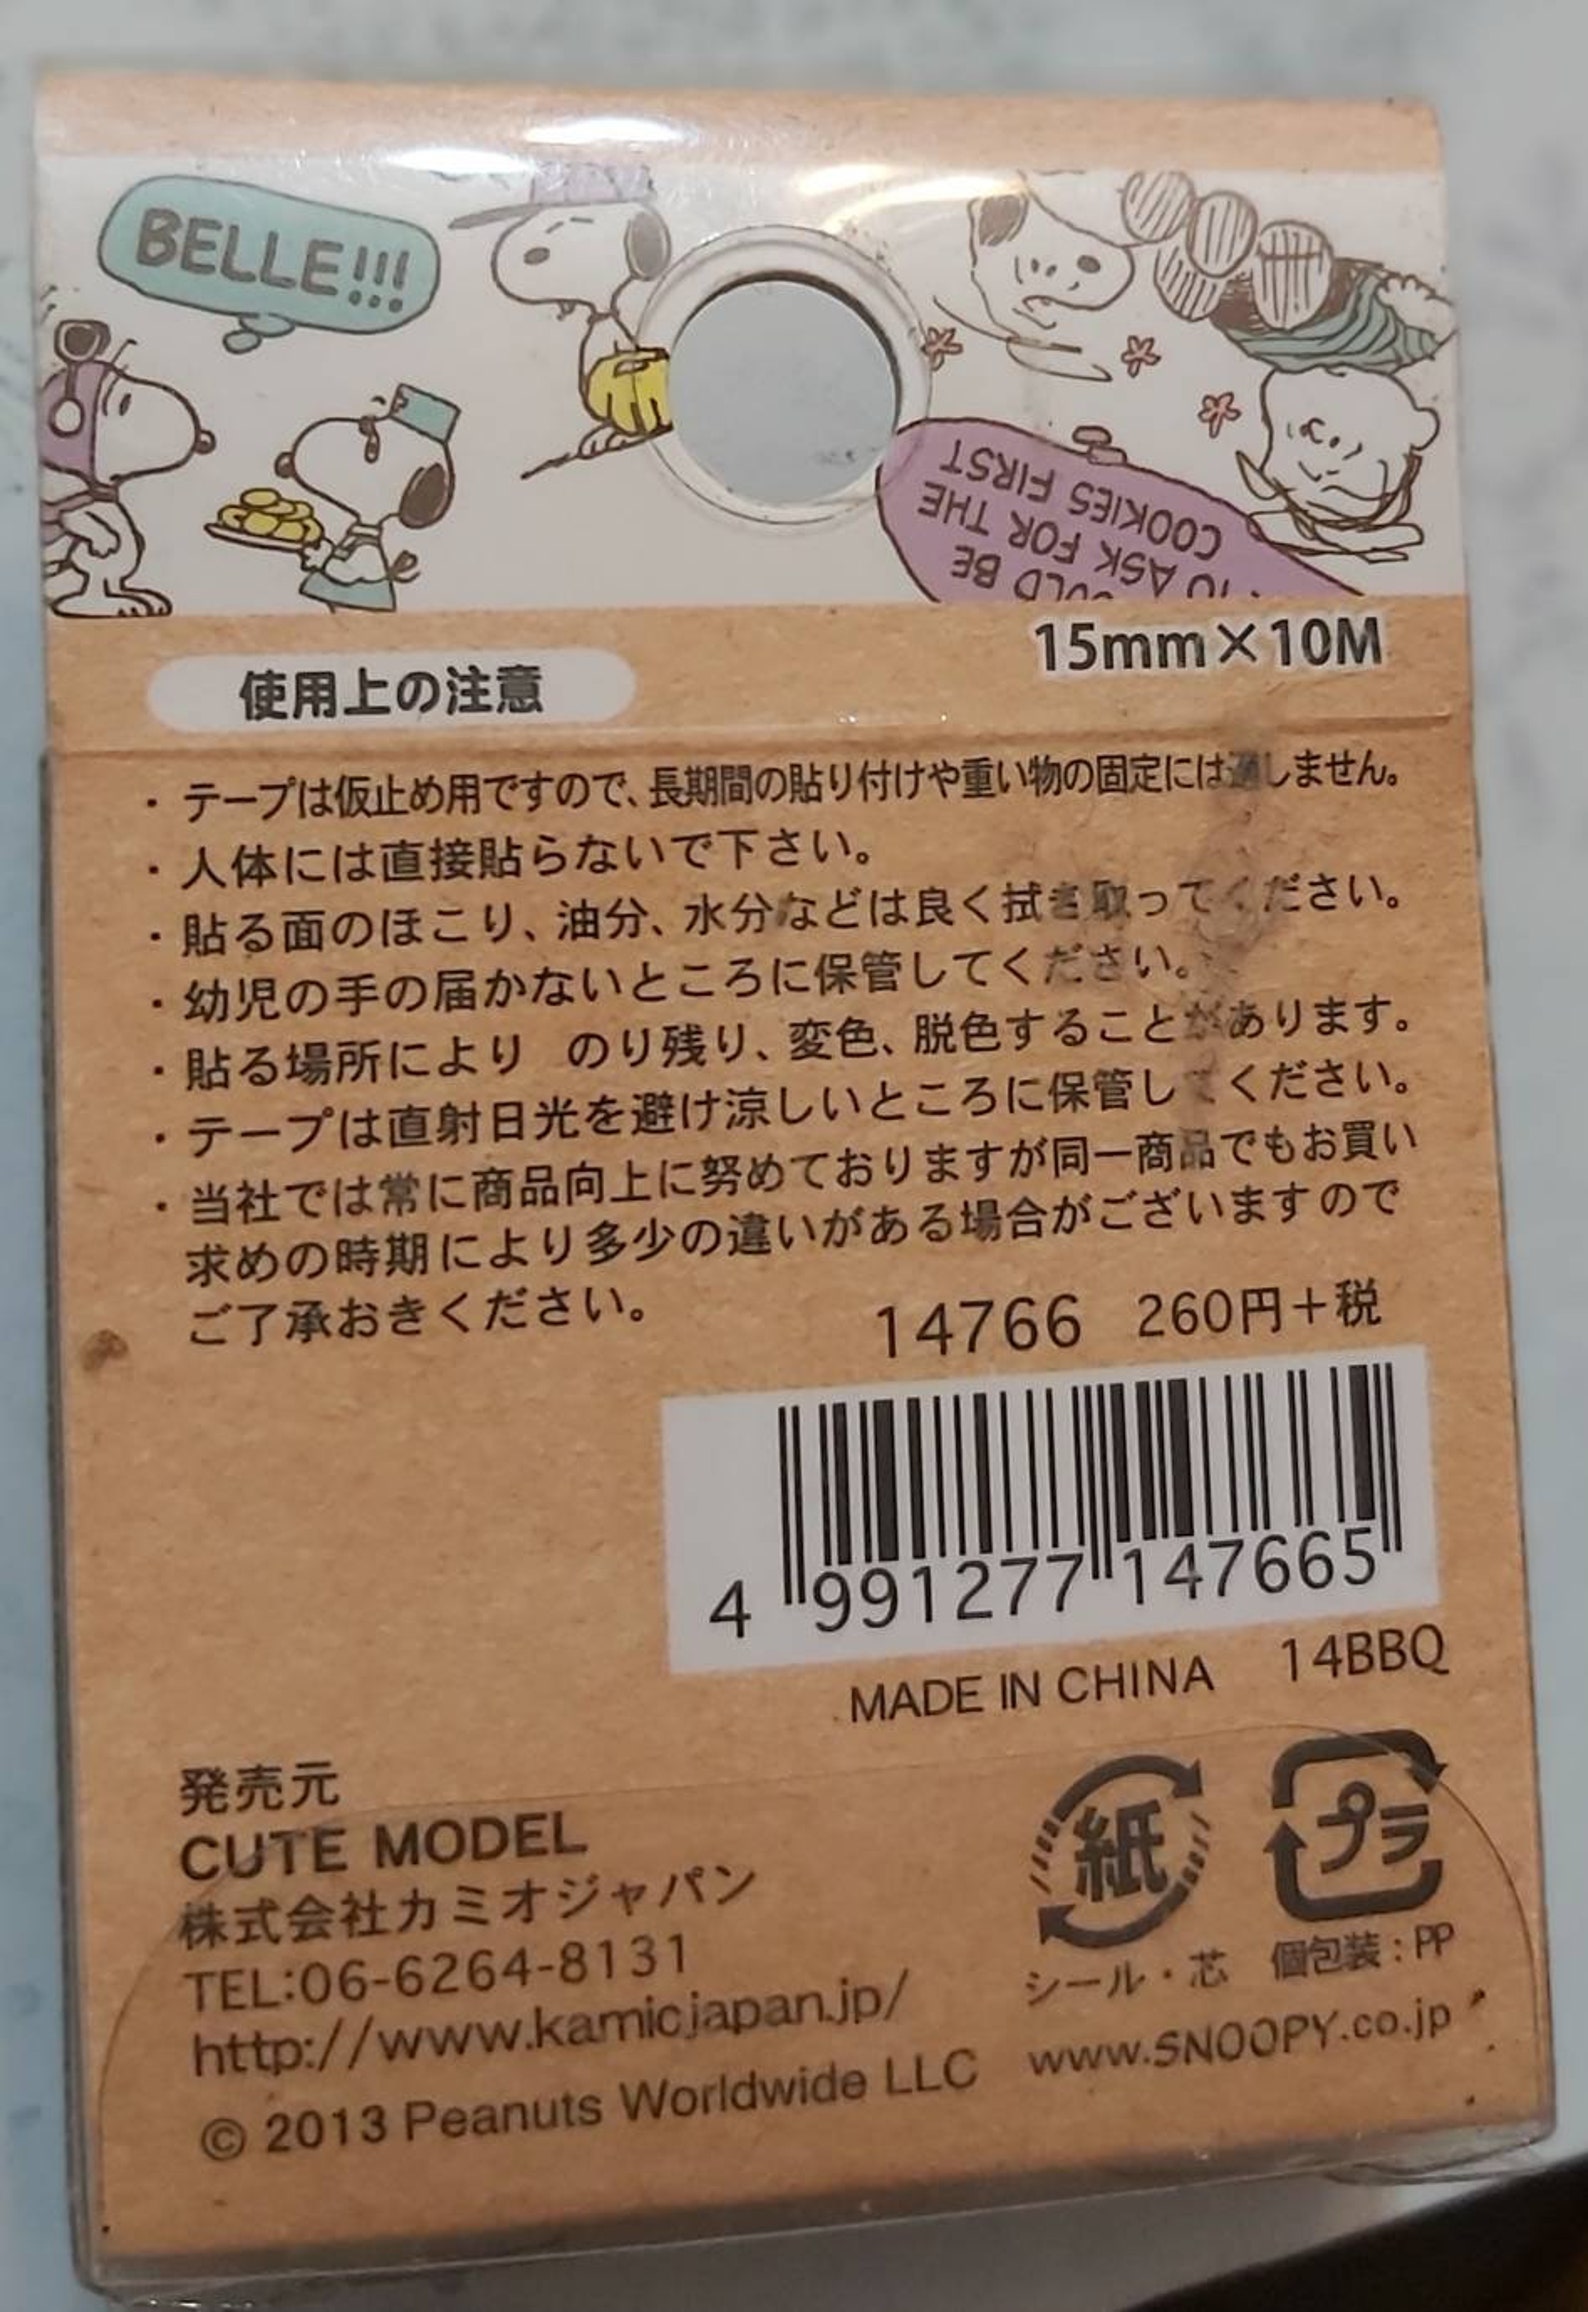 BELLE!!!
OULD BE
TO ASK FOR THE
COOKIES FIRST
15mm×10M
使用上の注意
・テープは仮止め用ですので、長期間の貼り付けや重い物の固定には適しません。
・人体には直接貼らないで下さい。
・貼る面のほこり、油分、水分などは良く拭き取ってください。
・幼児の手の届かないところに保管してください。
・貼る場所により のり残り、変色、脱色することがあります。
・テープは直射日光を避け涼しいところに保管してください。
・当社では常に商品向上に努めておりますが同一商品でもお買い
求めの時期により多少の違いがある場合がございますので
ご了承おきください。
14766 260円+税
4 991277 147665
MADE IN CHINA 14BBQ
発売元
CUTE MODEL
株式会社カミオジャパン
TEL:06-6264-8131
http://www.kamiojapan.jp/
© 2013 Peanuts Worldwide LLC
紙
シール・芯
プラ
個包装:PP
www.SNOOPY.co.jp